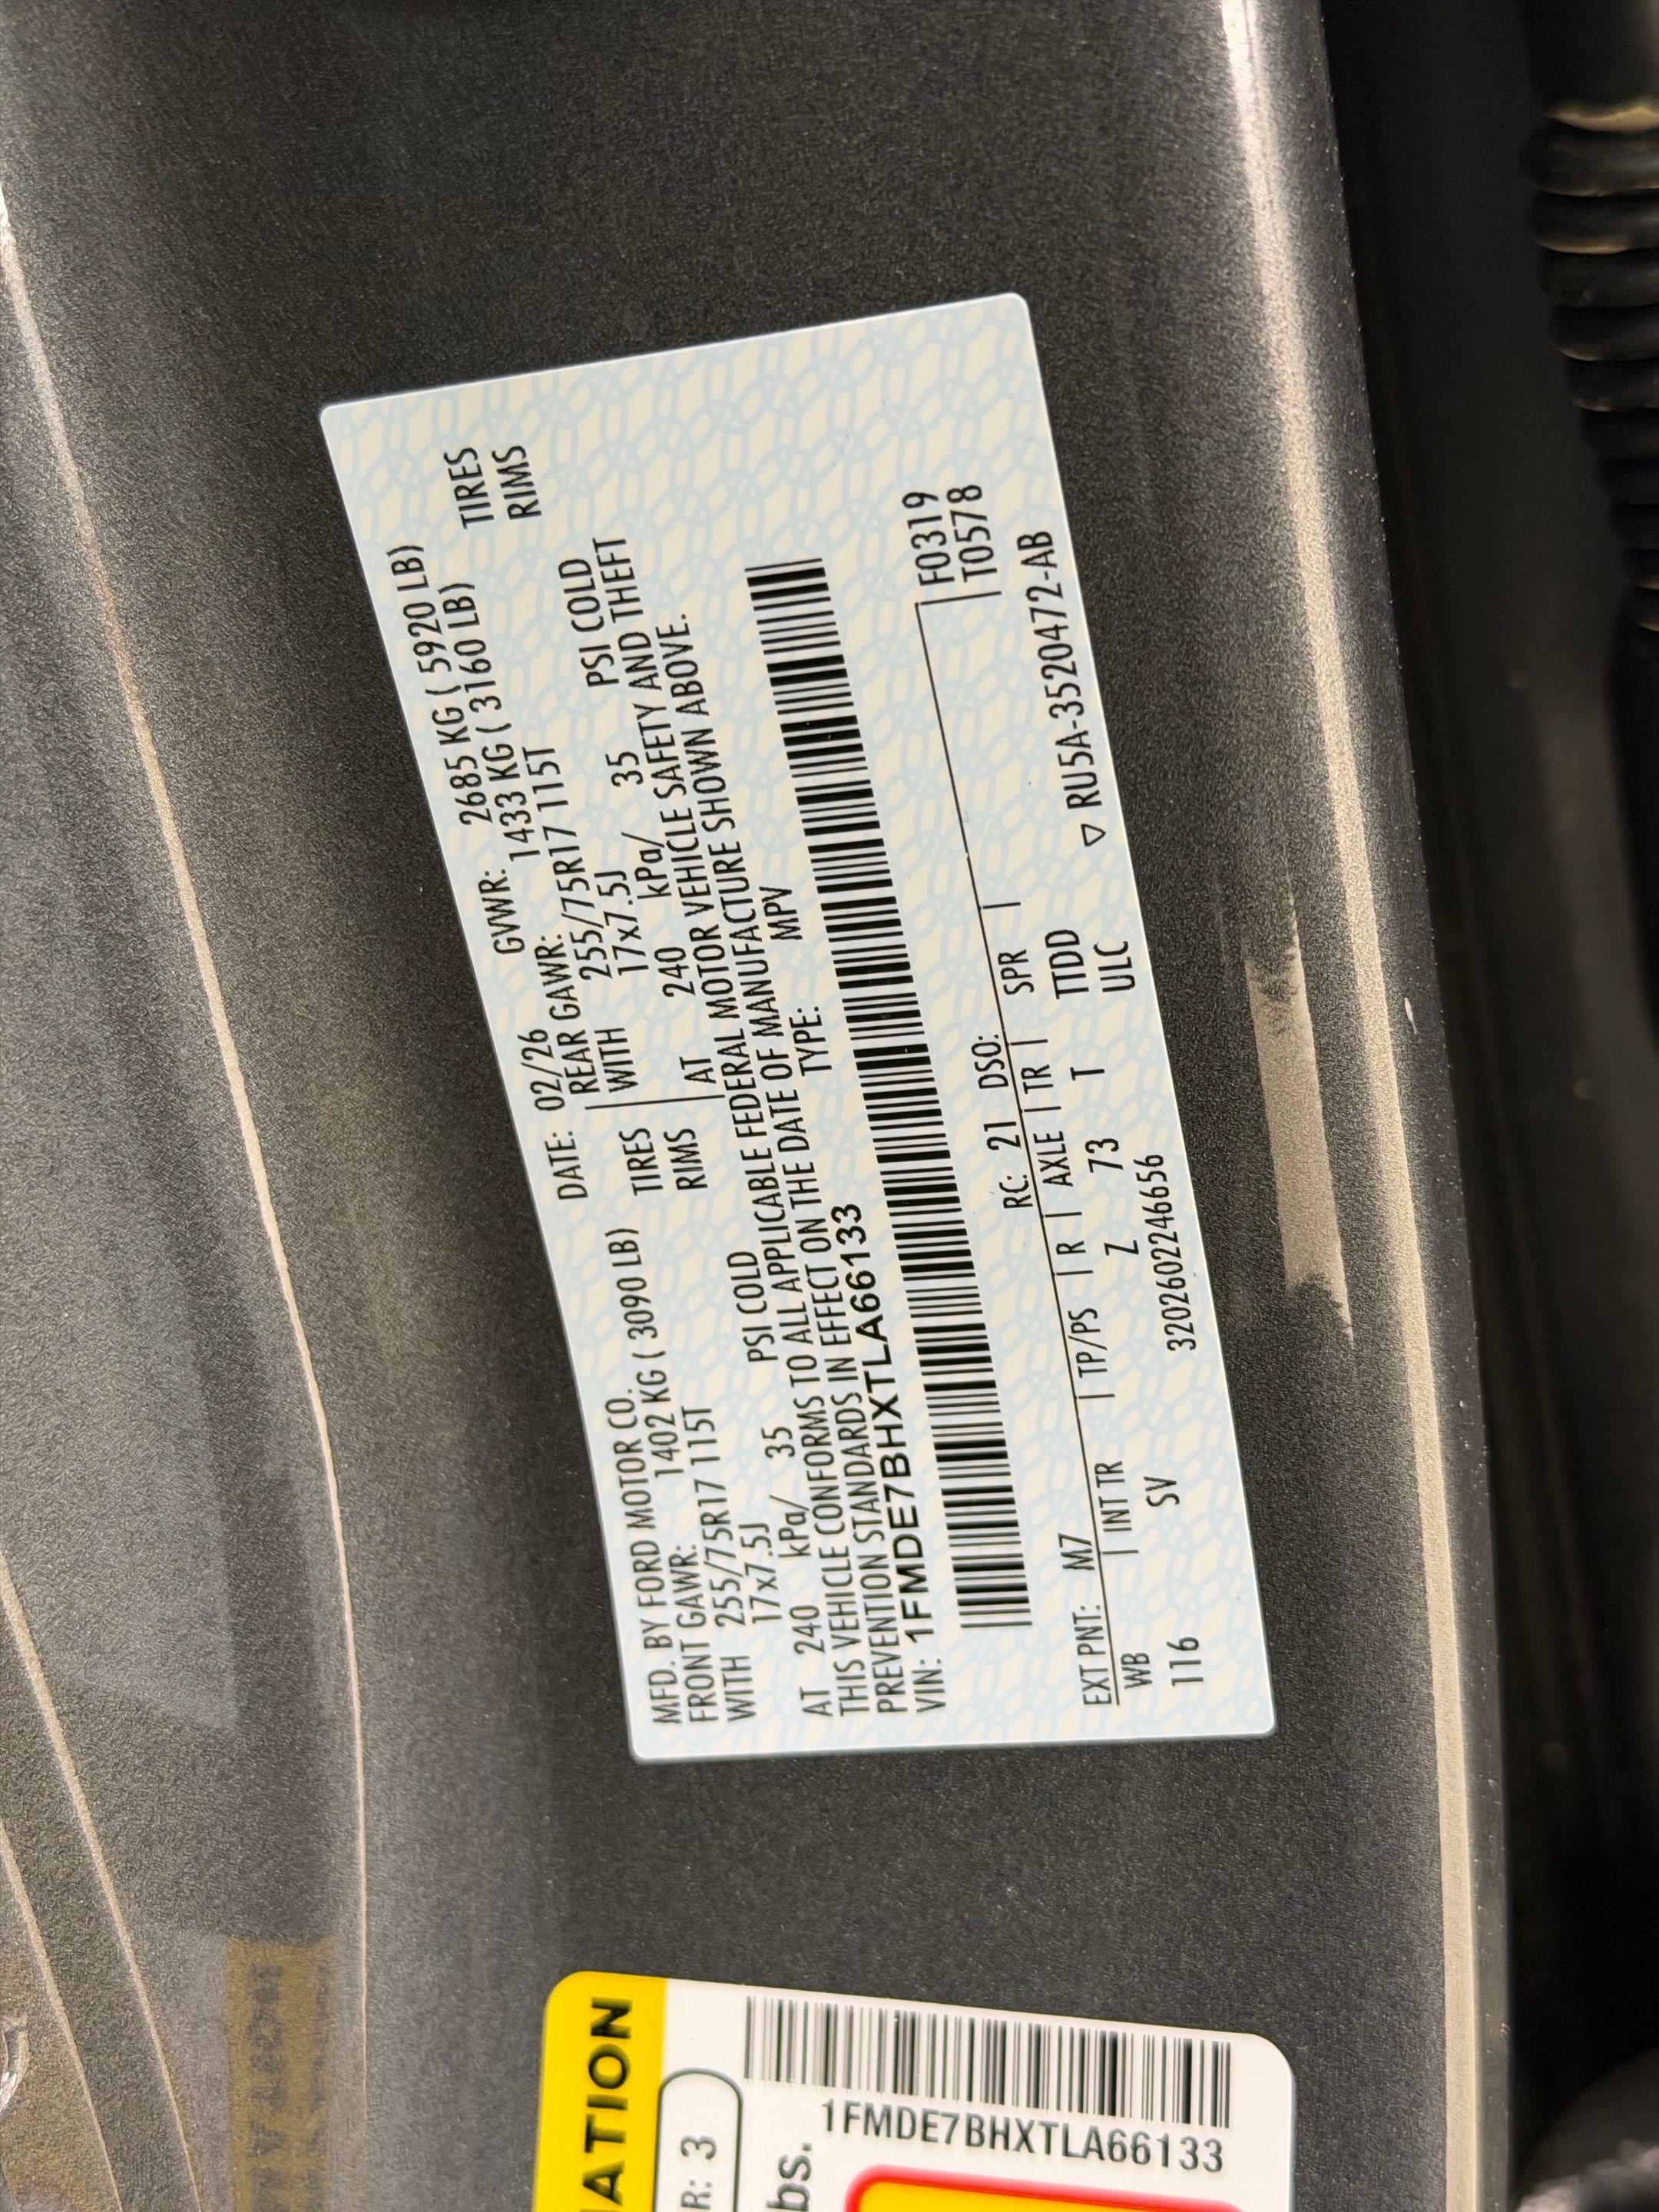 MFD. BY FORD MOTOR CO. DATE: 02/26 GVWR: 2685 KG ( 5920 LB)
FRONT GAWR: 1402 KG ( 3090 LB) REAR GAWR: 1433 KG ( 3160 LB)
WITH 255/75R17 115T TIRES WITH 255/75R17 115T TIRES
17x7.5J RIMS 17x7.5J RIMS
AT 240 kPa/ 35 PSI COLD AT 240 kPa/ 35 PSI COLD
THIS VEHICLE CONFORMS TO ALL APPLICABLE FEDERAL MOTOR VEHICLE SAFETY AND THEFT
PREVENTION STANDARDS IN EFFECT ON THE DATE OF MANUFACTURE SHOWN ABOVE.
VIN: 1FMDE7BHXTLA66133 TYPE: MPV
EXT PNT: M7 RC: 21 DSO: F0319
WB INT TR TP/PS R AXLE TR SPR T0578
116 SV Z 73 T TTDD
ULC
▽ RU5A-3520472-AB
3202602246656
ATION
R: 3
bs.
1FMDE7BHXTLA66133